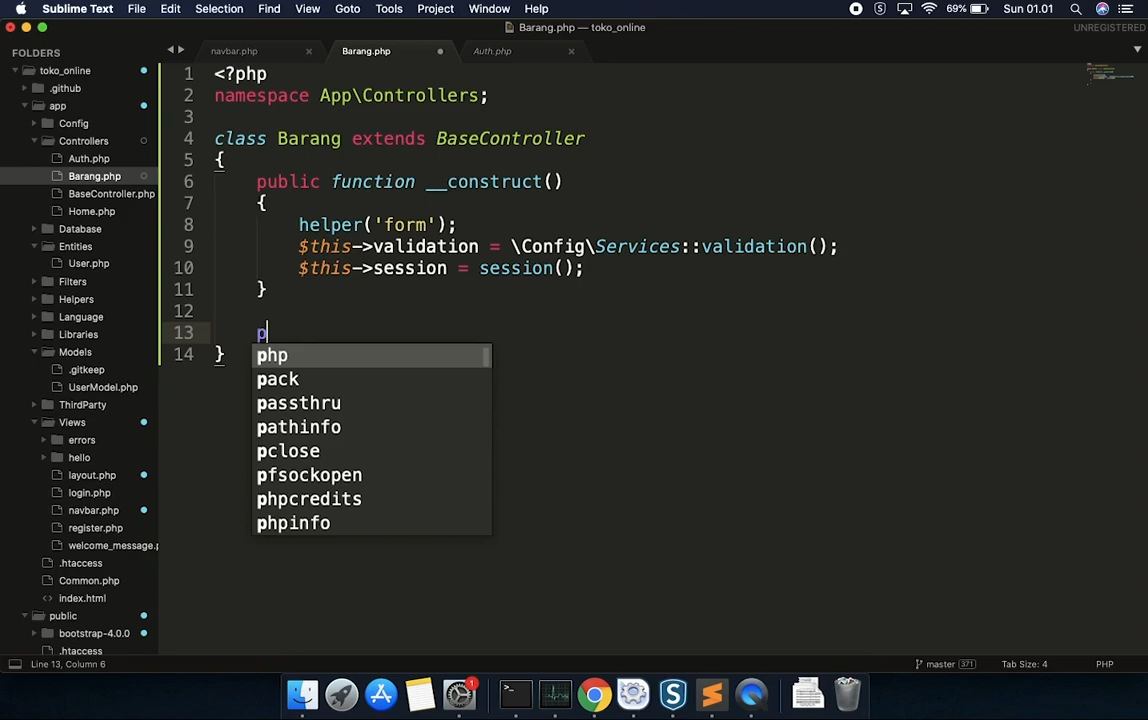 Sublime Text File Edit Selection Find View Goto Tools Project Window Help 69% Sun 01.01
Barang.php — toko_online UNREGISTERED
FOLDERS
navbar.php × Barang.php Auth.php ×
toko_online
.github
app
Config
Controllers
Auth.php
Barang.php
BaseController.php
Home.php
Database
Entities
User.php
Filters
Helpers
Language
Libraries
Models
.gitkeep
UserModel.php
ThirdParty
Views
errors
hello
layout.php
login.php
navbar.php
register.php
welcome_message.p
.htaccess
Common.php
index.html
public
bootstrap-4.0.0
.htaccess
1 <?php
2 namespace App\Controllers;
3
4 class Barang extends BaseController
5 {
6 public function __construct()
7 {
8 helper('form');
9 $this->validation = \Config\Services::validation();
10 $this->session = session();
11 }
12
13 p
14 }
php
pack
passthru
pathinfo
pclose
pfsockopen
phpcredits
phpinfo
Line 13, Column 6 master 371 Tab Size: 4 PHP
1